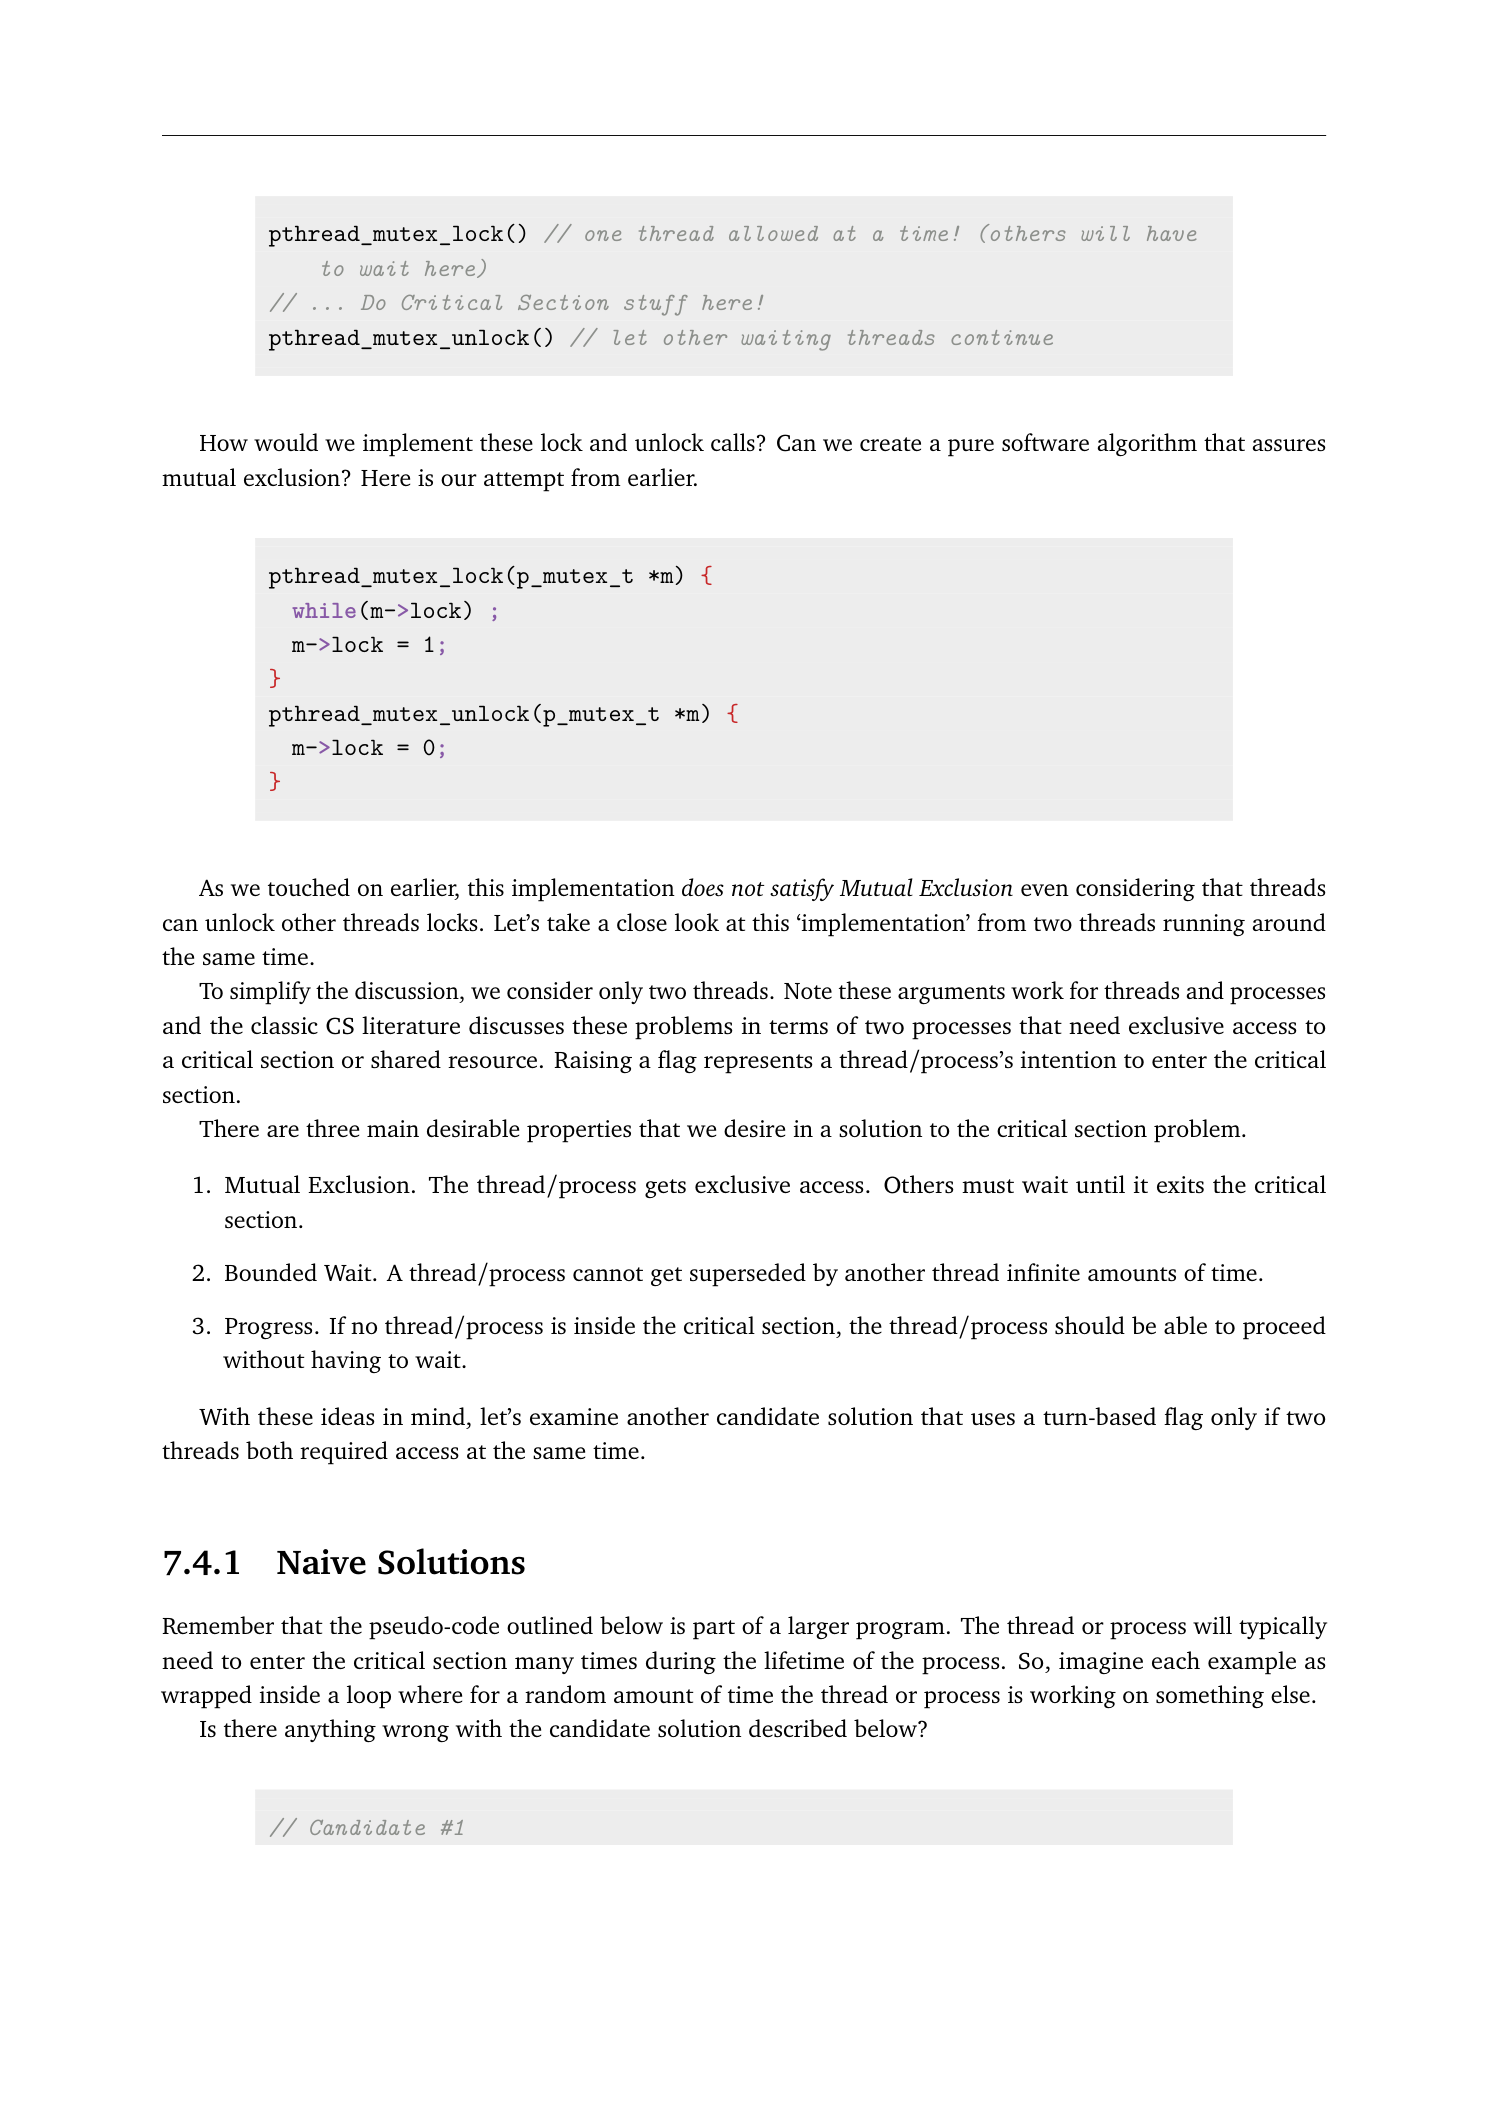 pthread_mutex_lock() // one thread allowed at a time! (others will have
to wait here)
// ... Do Critical Section stuff here!
pthread_mutex_unlock() // let other waiting threads continue
How would we implement these lock and unlock calls? Can we create a pure software algorithm that assures
mutual exclusion? Here is our attempt from earlier.
pthread_mutex_lock(p_mutex_t *m) {
while(m->lock) ;
m->lock = 1;
}
pthread_mutex_unlock(p_mutex_t *m) {
m->lock = 0;
}
As we touched on earlier, this implementation does not satisfy Mutual Exclusion even considering that threads
can unlock other threads locks. Let’s take a close look at this ‘implementation’ from two threads running around
the same time.
To simplify the discussion, we consider only two threads. Note these arguments work for threads and processes
and the classic CS literature discusses these problems in terms of two processes that need exclusive access to
a critical section or shared resource. Raising a flag represents a thread/process’s intention to enter the critical
section.
There are three main desirable properties that we desire in a solution to the critical section problem.
1. Mutual Exclusion. The thread/process gets exclusive access. Others must wait until it exits the critical
section.
2. Bounded Wait. A thread/process cannot get superseded by another thread infinite amounts of time.
3. Progress. If no thread/process is inside the critical section, the thread/process should be able to proceed
without having to wait.
With these ideas in mind, let’s examine another candidate solution that uses a turn-based flag only if two
threads both required access at the same time.
7.4.1 Naive Solutions
Remember that the pseudo-code outlined below is part of a larger program. The thread or process will typically
need to enter the critical section many times during the lifetime of the process. So, imagine each example as
wrapped inside a loop where for a random amount of time the thread or process is working on something else.
Is there anything wrong with the candidate solution described below?
// Candidate #1